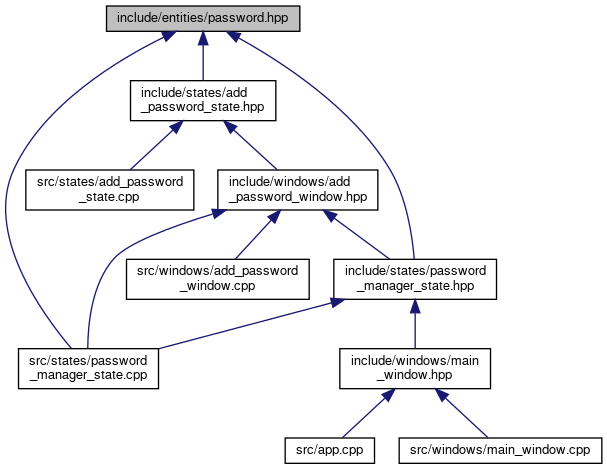 include/entities/password.hpp
include/states/add
_password_state.hpp
src/states/add_password
_state.cpp
include/windows/add
_password_window.hpp
src/windows/add_password
_window.cpp
include/states/password
_manager_state.hpp
src/states/password
_manager_state.cpp
include/windows/main
_window.hpp
src/app.cpp
src/windows/main_window.cpp